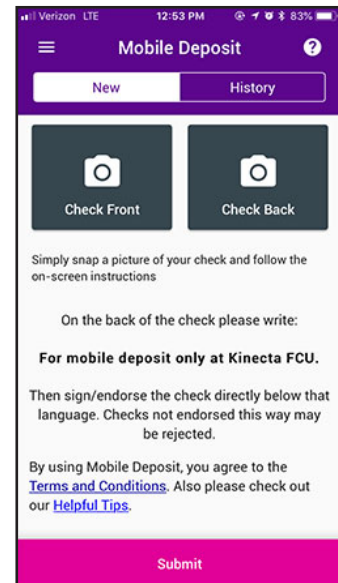 Verizon LTE 12:53 PM 83%
Mobile Deposit ?
New History
Check Front Check Back
Simply snap a picture of your check and follow the
on-screen instructions
On the back of the check please write:
For mobile deposit only at Kinecta FCU.
Then sign/endorse the check directly below that
language. Checks not endorsed this way may
be rejected.
By using Mobile Deposit, you agree to the
Terms and Conditions. Also please check out
our Helpful Tips.
Submit